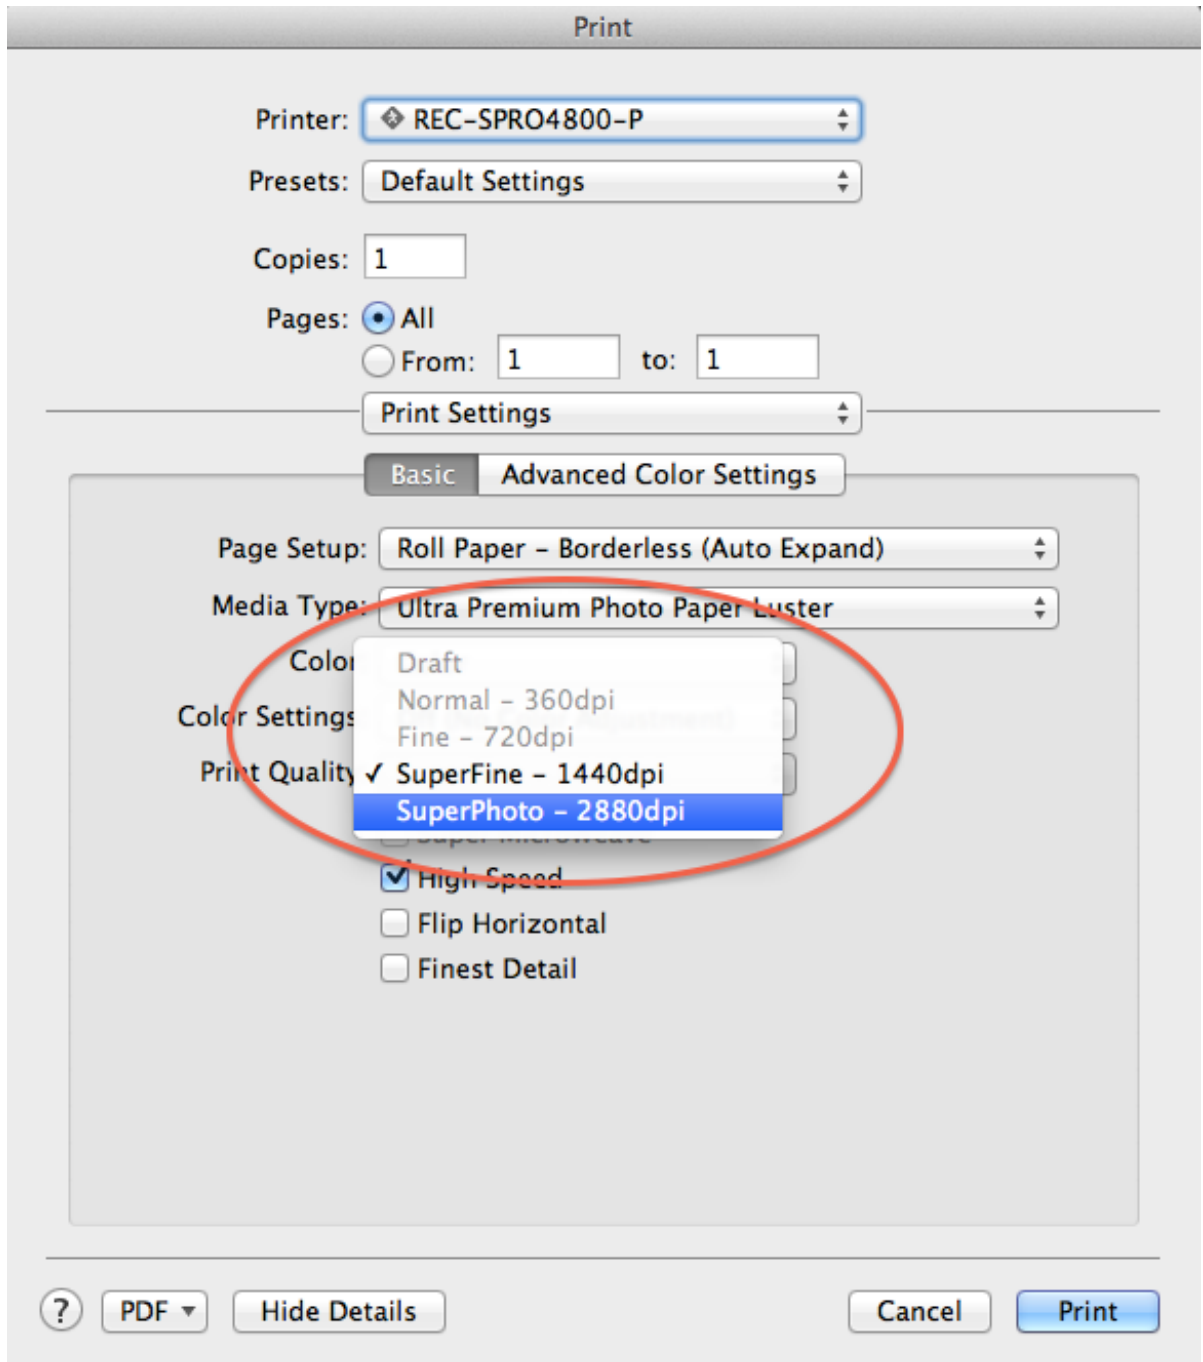 Print
Printer: REC-SPRO4800-P
Presets: Default Settings
Copies: 1
Pages: All
From: 1 to: 1
Print Settings
Basic Advanced Color Settings
Page Setup: Roll Paper - Borderless (Auto Expand)
Media Type: Ultra Premium Photo Paper Luster
Color Draft
Normal - 360dpi
Color Settings
Fine - 720dpi
Print Quality ✓ SuperFine - 1440dpi
SuperPhoto - 2880dpi
Super Microweave
High Speed
Flip Horizontal
Finest Detail
? PDF Hide Details Cancel Print